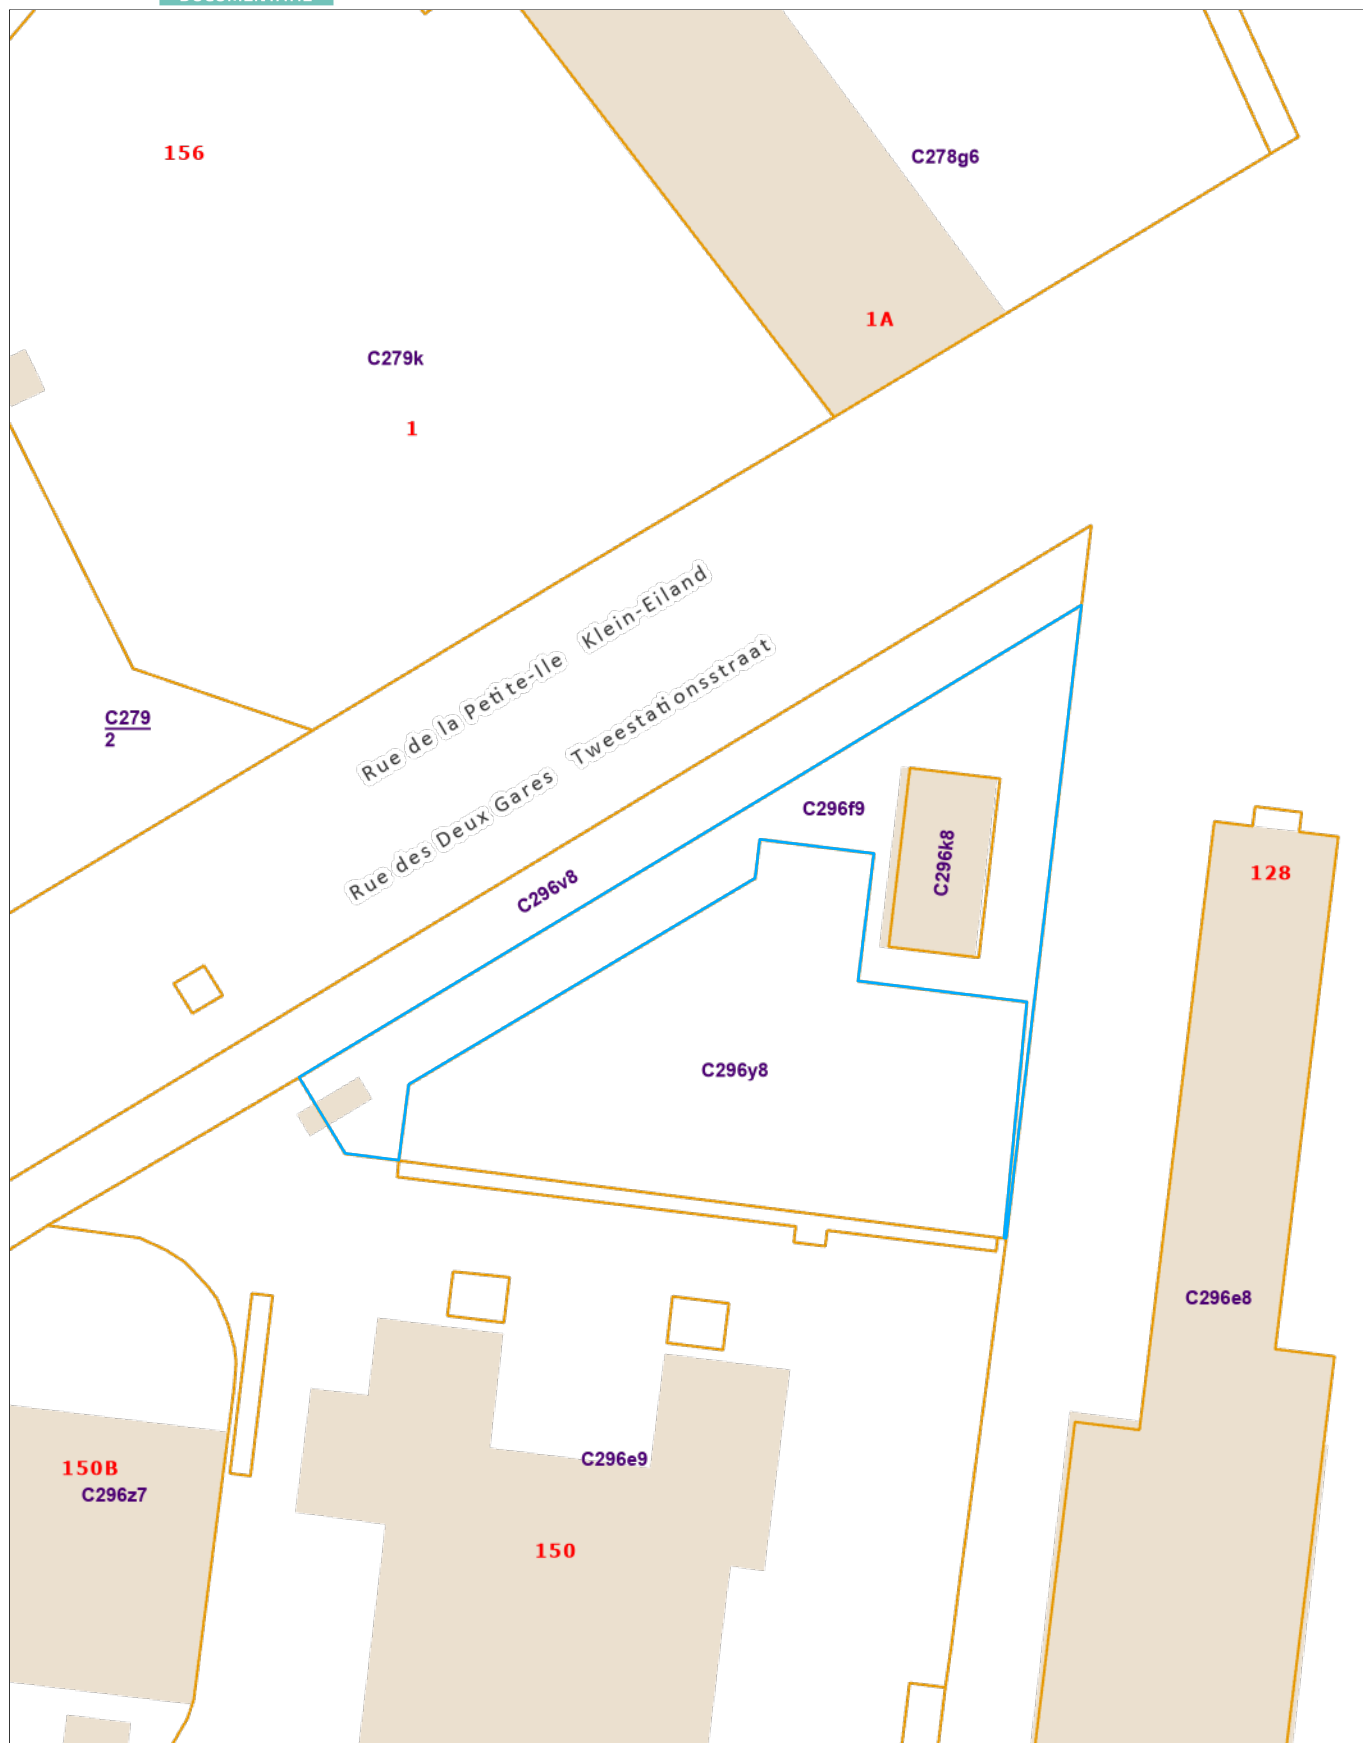 156
C278g6
1A
C279k
1
Rue de la Petite-Ile Klein-Eiland
Rue des Deux Gares Tweestationsstraat
C279
2
C296f9
C296k8
128
C296v8
C296y8
C296e8
C296e9
150B
C296z7
150